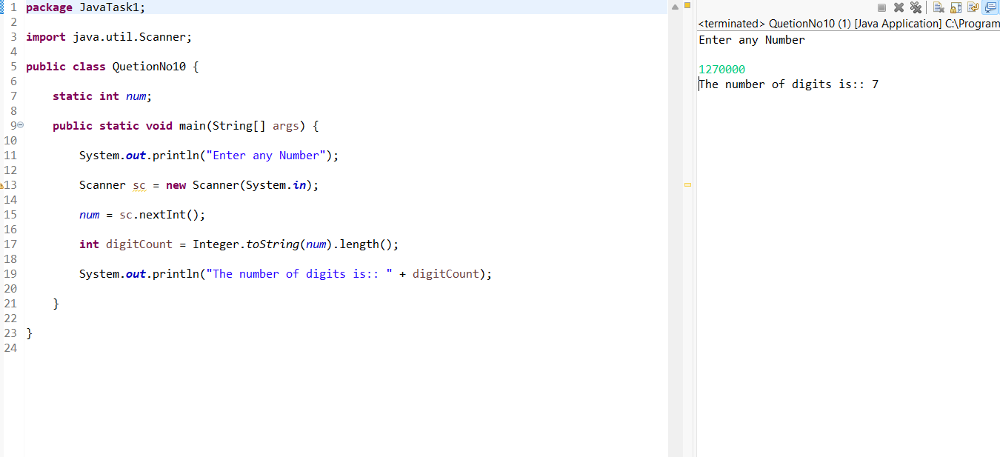 1 package JavaTask1;
2
3 import java.util.Scanner;
4
5 public class QuetionNo10 {
6
7 static int num;
8
9 public static void main(String[] args) {
10
11 System.out.println("Enter any Number");
12
13 Scanner sc = new Scanner(System.in);
14
15 num = sc.nextInt();
16
17 int digitCount = Integer.toString(num).length();
18
19 System.out.println("The number of digits is:: " + digitCount);
20
21 }
22
23 }
24
<terminated> QuetionNo10 (1) [Java Application] C:\Program
Enter any Number
1270000
The number of digits is:: 7